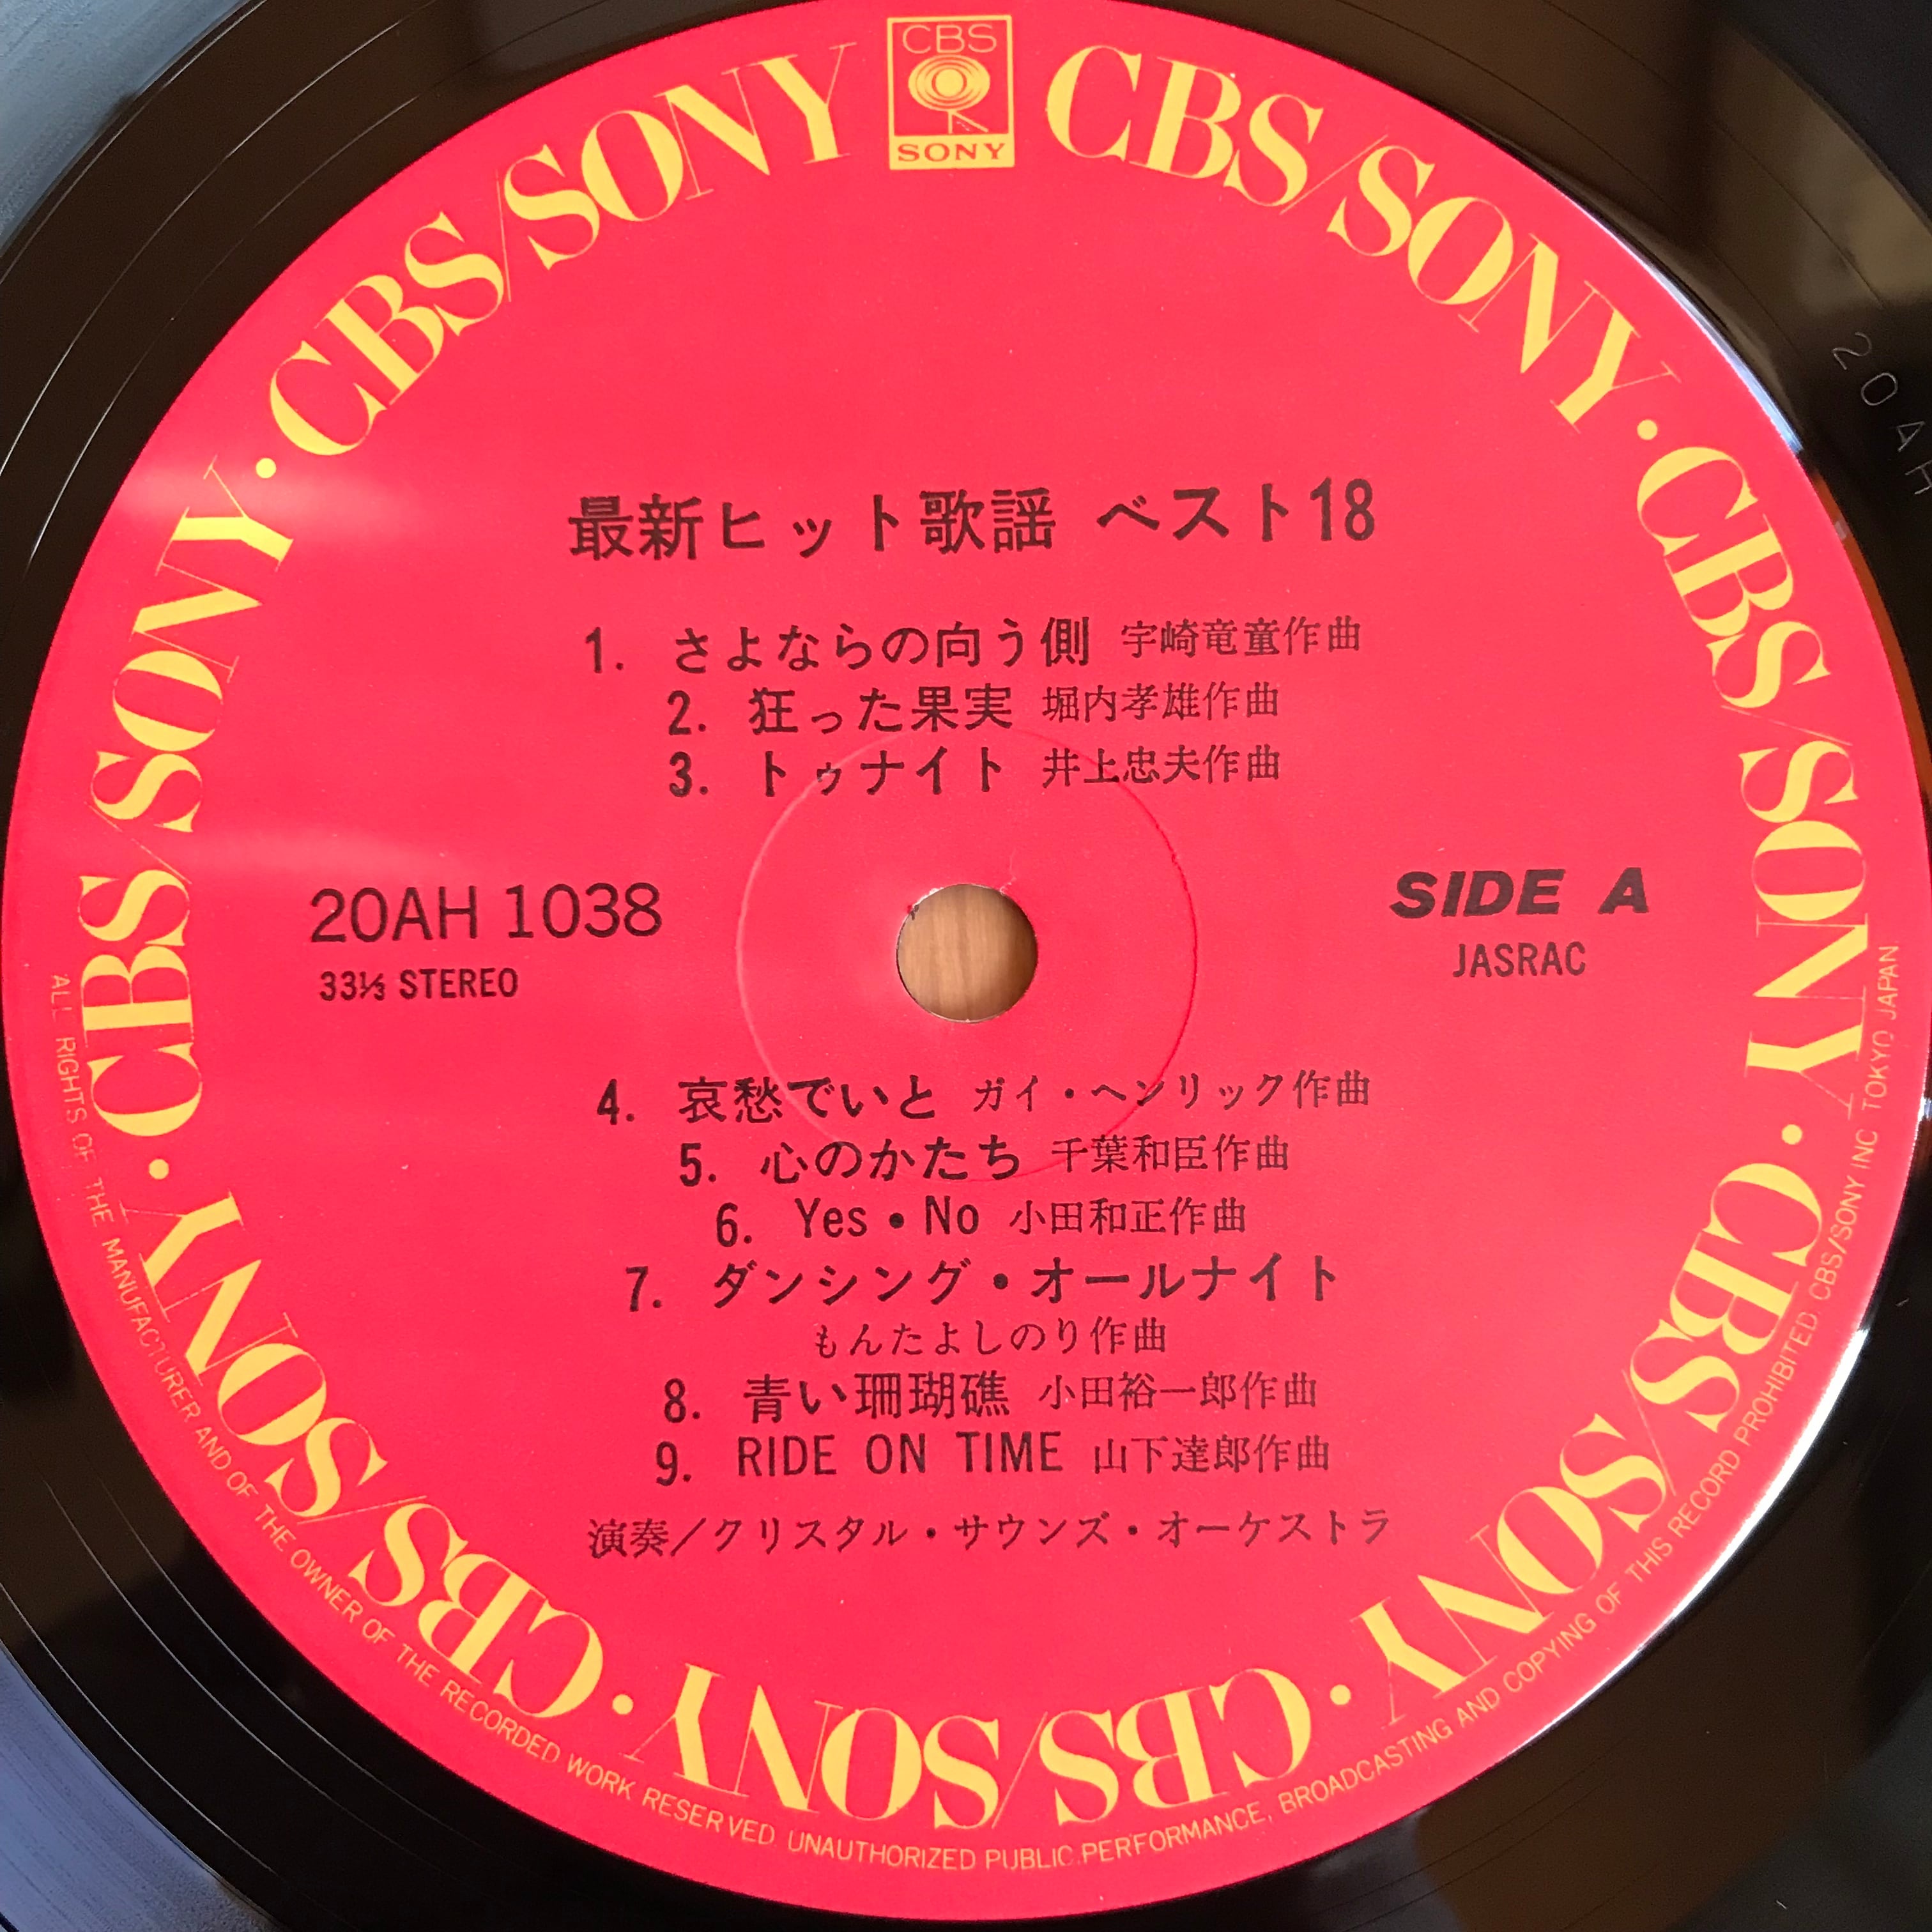 CBS
SONY
CBS/SONY · CBS/SONY · CBS/SONY · CBS/SONY · CBS/SONY · CBS/SONY · CBS/SONY
最新ヒット歌謡 ベスト18
1. さよならの向う側 宇崎竜童作曲
2. 狂った果実 堀内孝雄作曲
3. トゥナイト 井上忠夫作曲
20AH 1038
33⅓ STEREO
SIDE A
JASRAC
4. 哀愁でいと ガイ・ヘンリック作曲
5. 心のかたち 千葉和臣作曲
6. Yes・No 小田和正作曲
7. ダンシング・オールナイト
もんたよしのり作曲
8. 青い珊瑚礁 小田裕一郎作曲
9. RIDE ON TIME 山下達郎作曲
演奏／クリスタル・サウンズ・オーケストラ
ALL RIGHTS OF THE MANUFACTURER AND OF THE OWNER OF THE RECORDED WORK RESERVED UNAUTHORIZED PUBLIC PERFORMANCE, BROADCASTING AND COPYING OF THIS RECORD PROHIBITED CBS/SONY INC TOKYO JAPAN
20AH